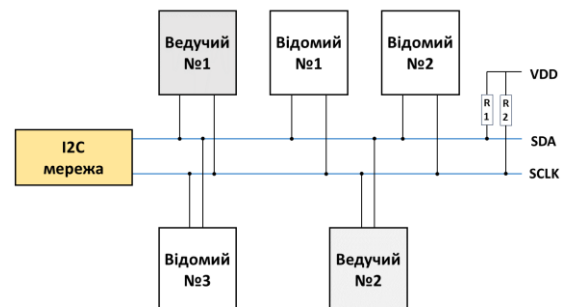 Ведучий
№1
Відомий
№1
Відомий
№2
VDD
R
1
R
2
I2C
мережа
SDA
SCLK
Відомий
№3
Ведучий
№2